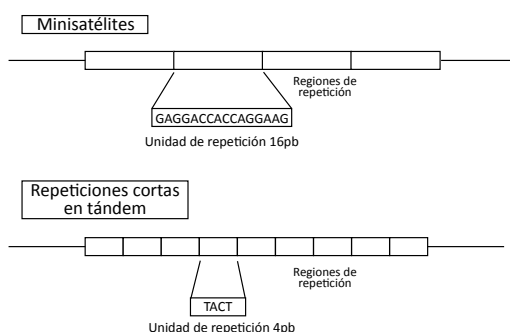 Minisatélites
Regiones de
repetición
GAGGACCACCAGGAAG
Unidad de repetición 16pb
Repeticiones cortas
en tándem
Regiones de
repetición
TACT
Unidad de repetición 4pb